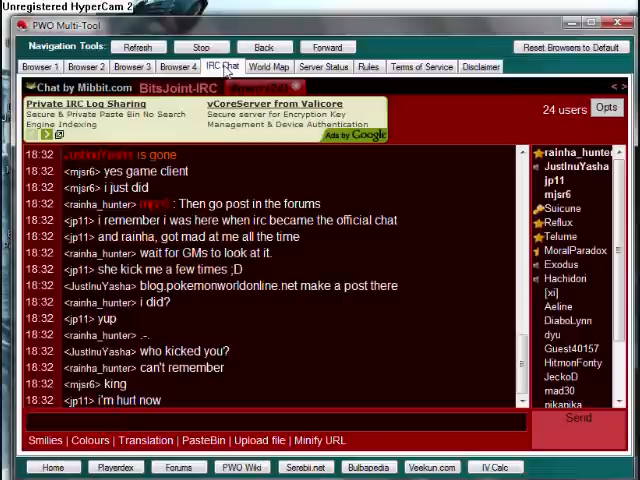 Unregistered HyperCam 2
PWO Multi-Tool
Navigation Tools: Refresh Stop Back Forward Reset Browsers to Default
Browser 1 Browser 2 Browser 3 Browser 4 IRC Chat World Map Server Status Rules Terms of Service Disclaimer
Chat by Mibbit.com BitsJoint-IRC < >
Private IRC Log Sharing vCoreServer from Valicore
Secure & Private Paste Bin No Search Secure server for Encryption Key
Engine Indexing Management & Device Authentication
Ads by Google
24 users Opts
18:32 JustInuYasha is gone
18:32 <mjsr6> yes game client
18:32 <mjsr6> i just did
18:32 <rainha_hunter> mjsr6 : Then go post in the forums
18:32 <jp11> i remember i was here when irc became the official chat
18:32 <jp11> and rainha, got mad at me all the time
18:32 <rainha_hunter> wait for GMs to look at it.
18:32 <jp11> she kick me a few times ;D
18:32 <JustInuYasha> blog.pokemonworldonline.net make a post there
18:32 <rainha_hunter> i did?
18:32 <jp11> yup
18:32 <rainha_hunter> .-.
18:32 <JustInuYasha> who kicked you?
18:32 <rainha_hunter> can't remember
18:32 <mjsr6> king
18:32 <jp11> i'm hurt now
rainha_hunter
JustInuYasha
jp11
mjsr6
Suicune
Reflux
Telume
MoralParadox
Exodus
Hachidori
[xi]
Aeline
DiaboLynn
dyu
Guest40157
HitmonFonty
JeckoD
mad30
pikapika
Send
Smilies | Colours | Translation | PasteBin | Upload file | Minify URL
Home Playerdex Forums PWO Wiki Serebii.net Bulbapedia Veekun.com IV Calc